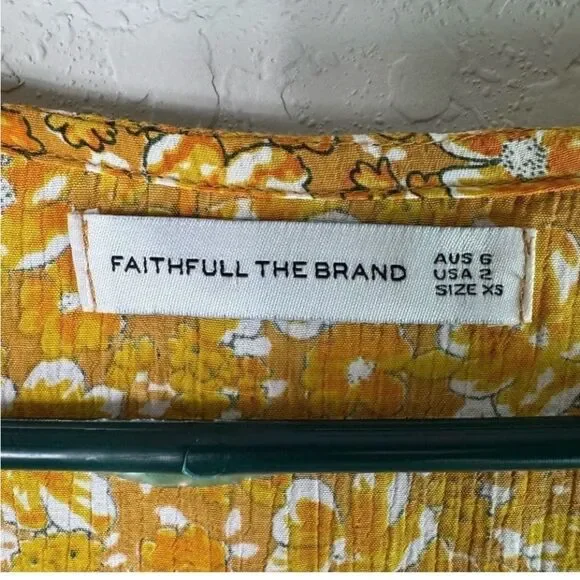 FAITHFULL THE BRAND
AUS 6
USA 2
SIZE XS